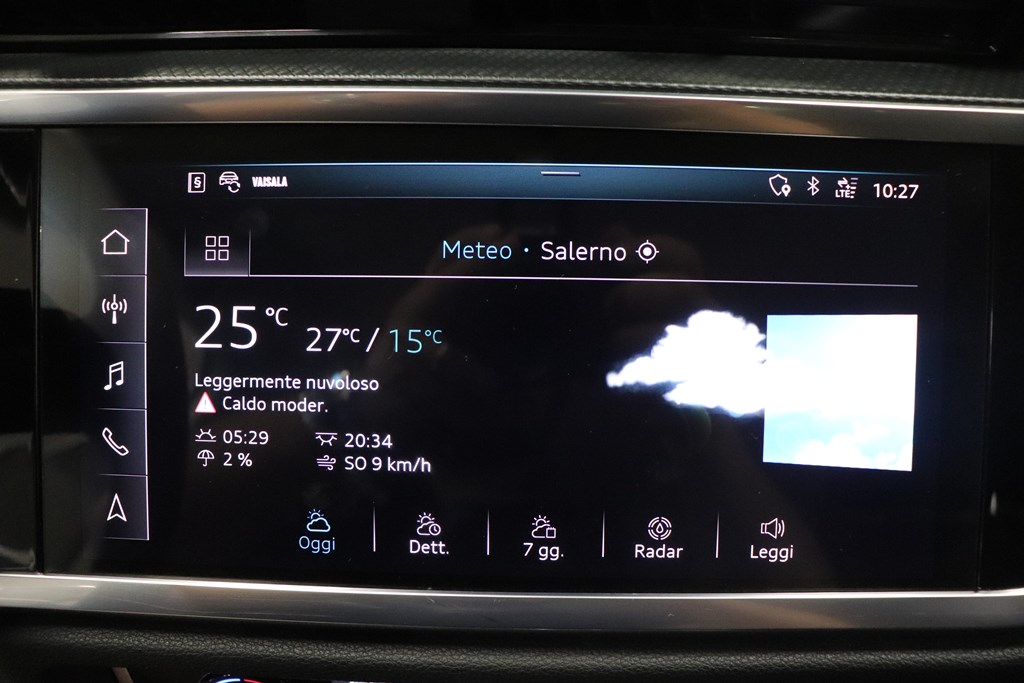 § VAISALA LTE 10:27
Meteo · Salerno
25 °C 27°C / 15°C
Leggermente nuvoloso
Caldo moder.
05:29 20:34
2 % SO 9 km/h
Oggi Dett. 7 gg. Radar Leggi